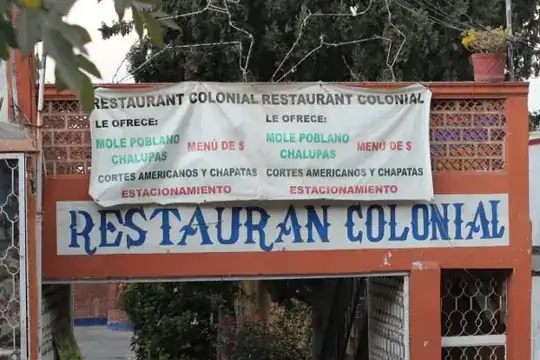 RESTAURANT COLONIAL RESTAURANT COLONIAL
LE OFRECE: LE OFRECE:
MOLE POBLANO MOLE POBLANO
CHALUPAS MENÚ DE $ CHALUPAS MENÚ DE $
CORTES AMERICANOS Y CHAPATAS CORTES AMERICANOS Y CHAPATAS
ESTACIONAMIENTO ESTACIONAMIENTO
RESTAURAN COLONIAL